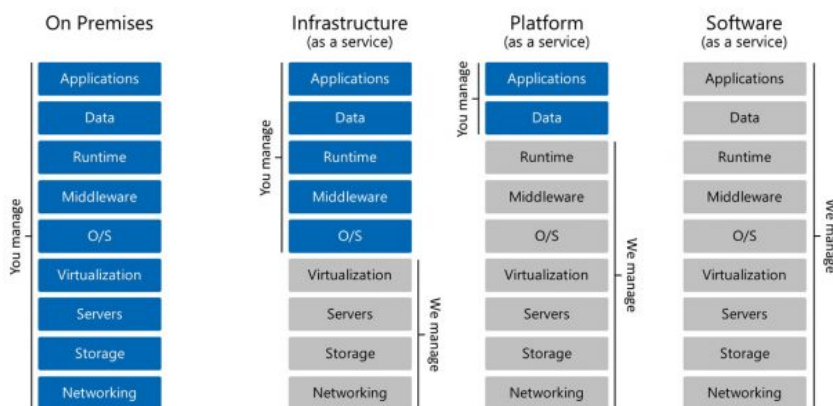 On Premises
You manage
Applications
Data
Runtime
Middleware
O/S
Virtualization
Servers
Storage
Networking
Infrastructure
(as a service)
You manage
Applications
Data
Runtime
Middleware
O/S
Virtualization
Servers
Storage
Networking
We manage
Platform
(as a service)
You manage
Applications
Data
Runtime
Middleware
O/S
Virtualization
Servers
Storage
Networking
We manage
Software
(as a service)
Applications
Data
Runtime
Middleware
O/S
Virtualization
Servers
Storage
Networking
We manage